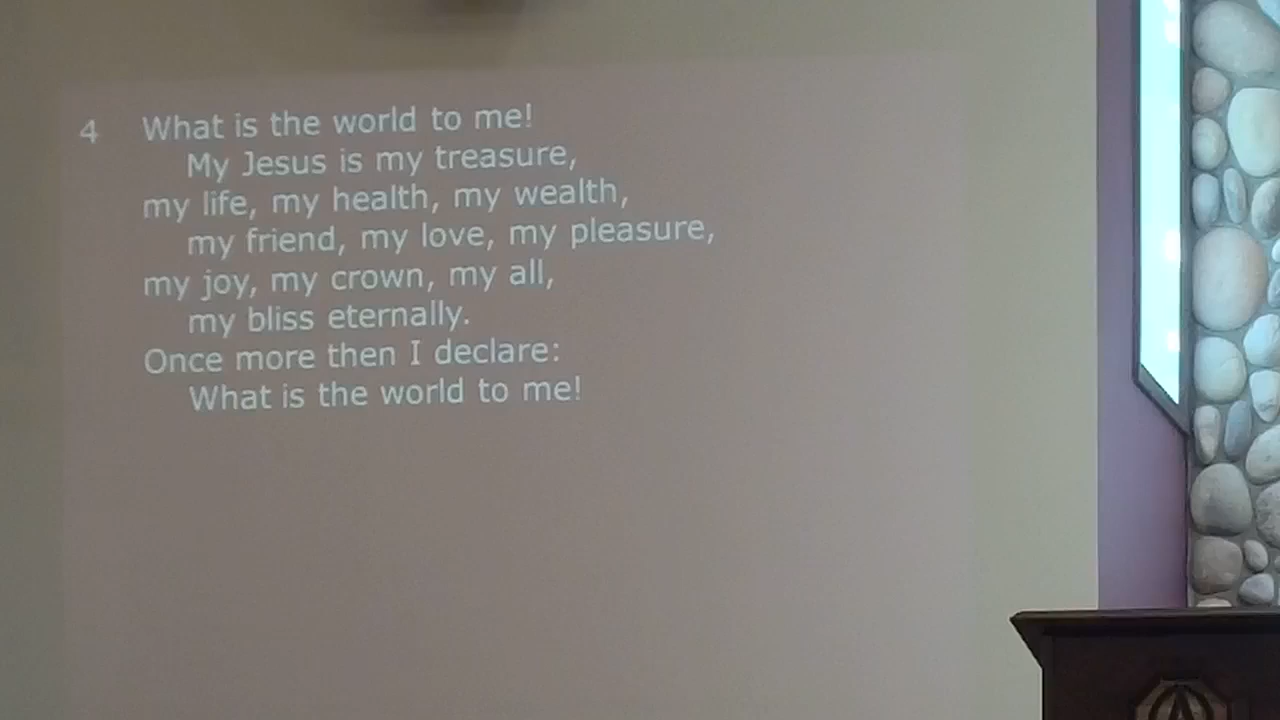 4 What is the world to me!
My Jesus is my treasure,
my life, my health, my wealth,
my friend, my love, my pleasure,
my joy, my crown, my all,
my bliss eternally.
Once more then I declare:
What is the world to me!